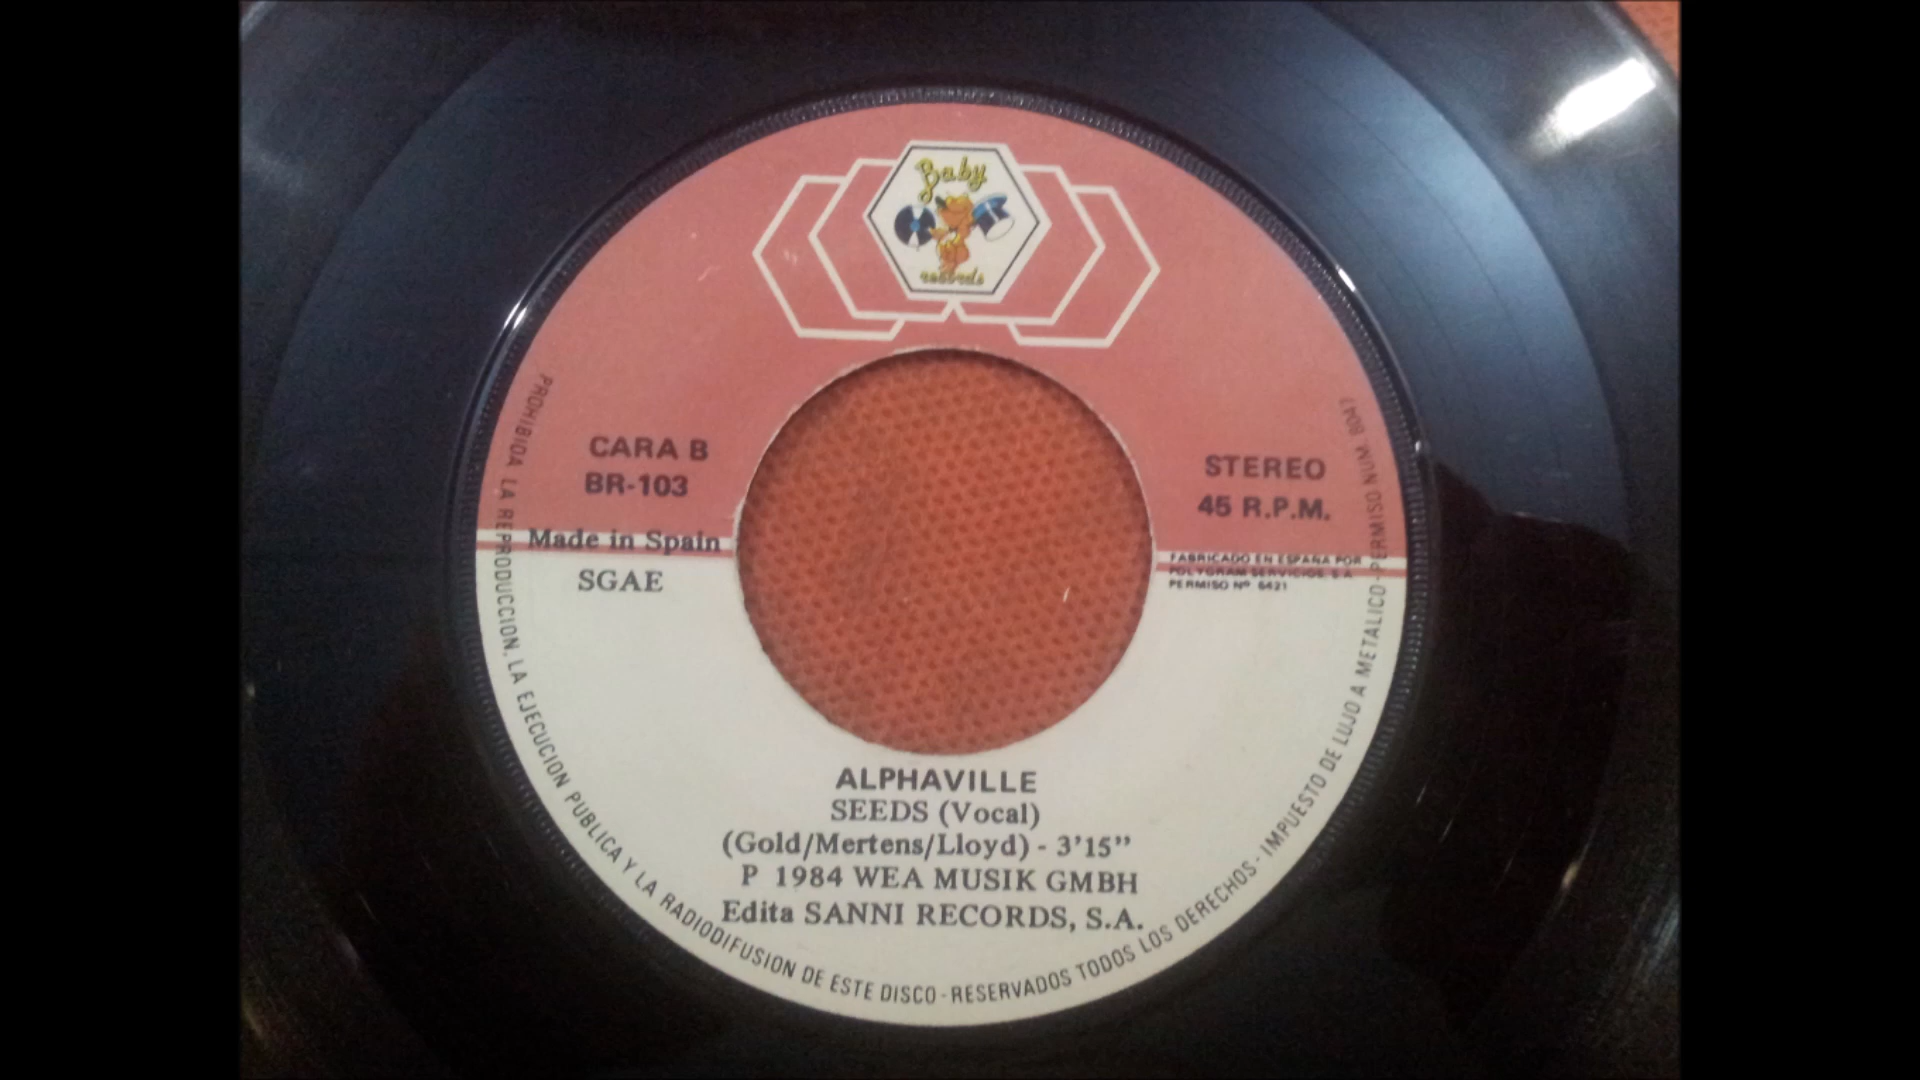 Baby
records
CARA B
BR-103
STEREO
45 R.P.M.
Made in Spain
SGAE
FABRICADO EN ESPAÑA POR
POLYGRAM SERVICIOS, S.A.
PERMISO Nº 6421
ALPHAVILLE
SEEDS (Vocal)
(Gold/Mertens/Lloyd) - 3'15"
P 1984 WEA MUSIK GMBH
Edita SANNI RECORDS, S.A.
PROHIBIDA LA REPRODUCCION, LA EJECUCION PUBLICA Y LA RADIODIFUSION DE ESTE DISCO - RESERVADOS TODOS LOS DERECHOS - IMPUESTO DE LUJO A METALICO - PERMISO NUM. 8047